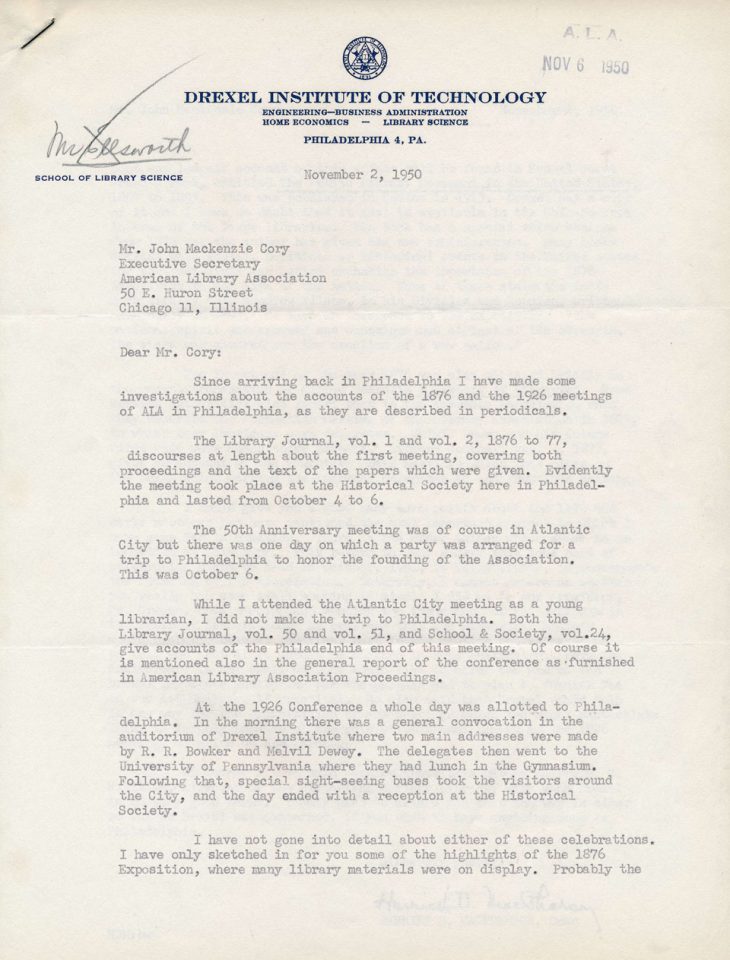 A. L. A.
NOV 6 1950
DREXEL INSTITUTE OF TECHNOLOGY
ENGINEERING—BUSINESS ADMINISTRATION
HOME ECONOMICS — LIBRARY SCIENCE
PHILADELPHIA 4, PA.
Mr Ellsworth
SCHOOL OF LIBRARY SCIENCE
November 2, 1950
Mr. John Mackenzie Cory
Executive Secretary
American Library Association
50 E. Huron Street
Chicago 11, Illinois
Dear Mr. Cory:
Since arriving back in Philadelphia I have made some
investigations about the accounts of the 1876 and the 1926 meetings
of ALA in Philadelphia, as they are described in periodicals.
The Library Journal, vol. 1 and vol. 2, 1876 to 77,
discourses at length about the first meeting, covering both
proceedings and the text of the papers which were given. Evidently
the meeting took place at the Historical Society here in Philadel-
phia and lasted from October 4 to 6.
The 50th Anniversary meeting was of course in Atlantic
City but there was one day on which a party was arranged for a
trip to Philadelphia to honor the founding of the Association.
This was October 6.
While I attended the Atlantic City meeting as a young
librarian, I did not make the trip to Philadelphia. Both the
Library Journal, vol. 50 and vol. 51, and School & Society, vol.24,
give accounts of the Philadelphia end of this meeting. Of course it
is mentioned also in the general report of the conference as furnished
in American Library Association Proceedings.
At the 1926 Conference a whole day was allotted to Phila-
delphia. In the morning there was a general convocation in the
auditorium of Drexel Institute where two main addresses were made
by R. R. Bowker and Melvil Dewey. The delegates then went to the
University of Pennsylvania where they had lunch in the Gymnasium.
Following that, special sight-seeing buses took the visitors around
the City, and the day ended with a reception at the Historical
Society.
I have not gone into detail about either of these celebrations.
I have only sketched in for you some of the highlights of the 1876
Exposition, where many library materials were on display. Probably the